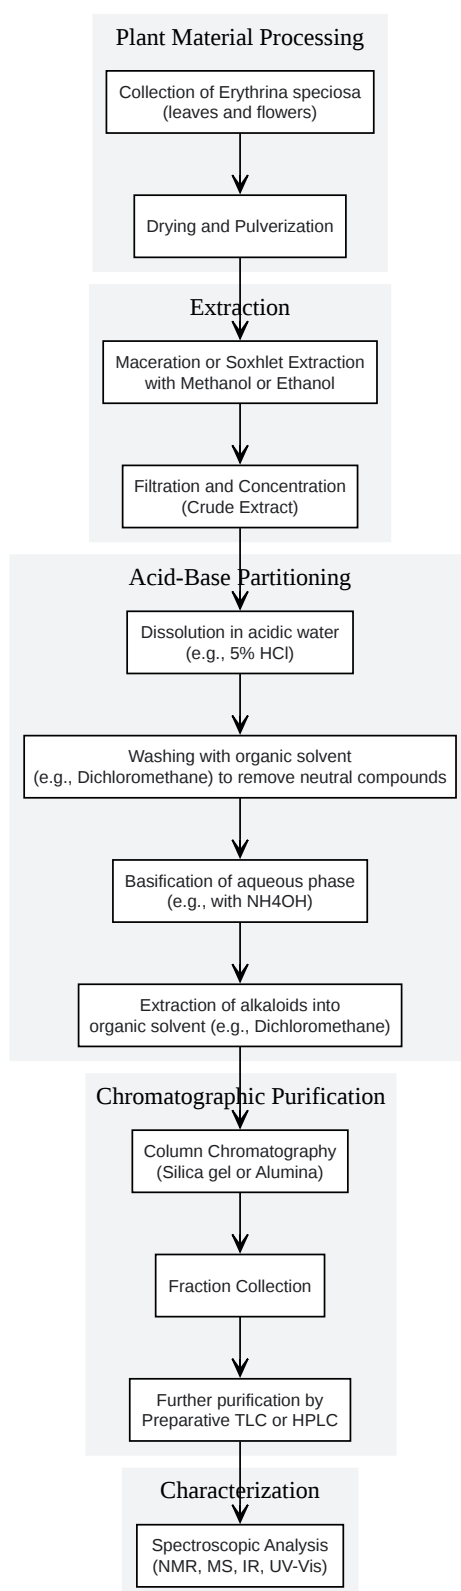 Plant Material Processing
Collection of Erythrina speciosa
(leaves and flowers)
Drying and Pulverization
Extraction
Maceration or Soxhlet Extraction
with Methanol or Ethanol
Filtration and Concentration
(Crude Extract)
Acid-Base Partitioning
Dissolution in acidic water
(e.g., 5% HCl)
Washing with organic solvent
(e.g., Dichloromethane) to remove neutral compounds
Basification of aqueous phase
(e.g., with NH4OH)
Extraction of alkaloids into
organic solvent (e.g., Dichloromethane)
Chromatographic Purification
Column Chromatography
(Silica gel or Alumina)
Fraction Collection
Further purification by
Preparative TLC or HPLC
Characterization
Spectroscopic Analysis
(NMR, MS, IR, UV-Vis)